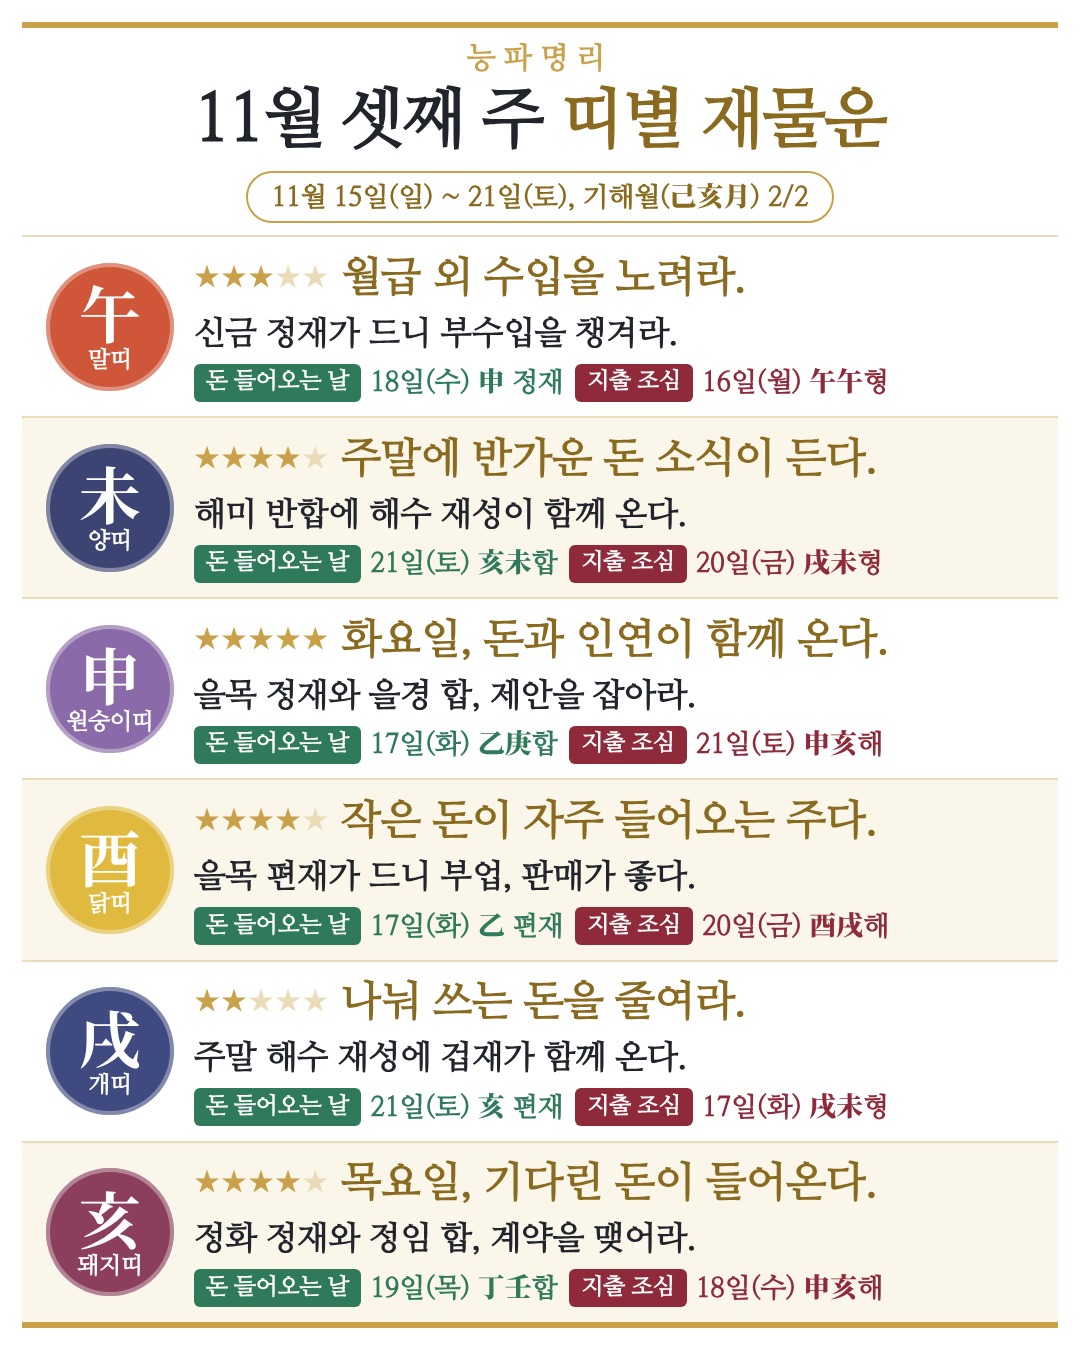 능파명리
11월 셋째 주 띠별 재물운
11월 15일(일) ~ 21일(토), 기해월(己亥月) 2/2
午
말띠
★★★★★ 월급 외 수입을 노려라.
신금 정재가 드니 부수입을 챙겨라.
돈 들어오는 날 18일(수) 申 정재 지출 조심 16일(월) 午午형
未
양띠
★★★★★ 주말에 반가운 돈 소식이 든다.
해미 반합에 해수 재성이 함께 온다.
돈 들어오는 날 21일(토) 亥未합 지출 조심 20일(금) 戌未형
申
원숭이띠
★★★★★ 화요일, 돈과 인연이 함께 온다.
을목 정재와 을경 합, 제안을 잡아라.
돈 들어오는 날 17일(화) 乙庚합 지출 조심 21일(토) 申亥해
酉
닭띠
★★★★★ 작은 돈이 자주 들어오는 주다.
을목 편재가 드니 부업, 판매가 좋다.
돈 들어오는 날 17일(화) 乙 편재 지출 조심 20일(금) 酉戌해
戌
개띠
★★★★★ 나눠 쓰는 돈을 줄여라.
주말 해수 재성에 겁재가 함께 온다.
돈 들어오는 날 21일(토) 亥 편재 지출 조심 17일(화) 戌未형
亥
돼지띠
★★★★★ 목요일, 기다린 돈이 들어온다.
정화 정재와 정임 합, 계약을 맺어라.
돈 들어오는 날 19일(목) 丁壬합 지출 조심 18일(수) 申亥해